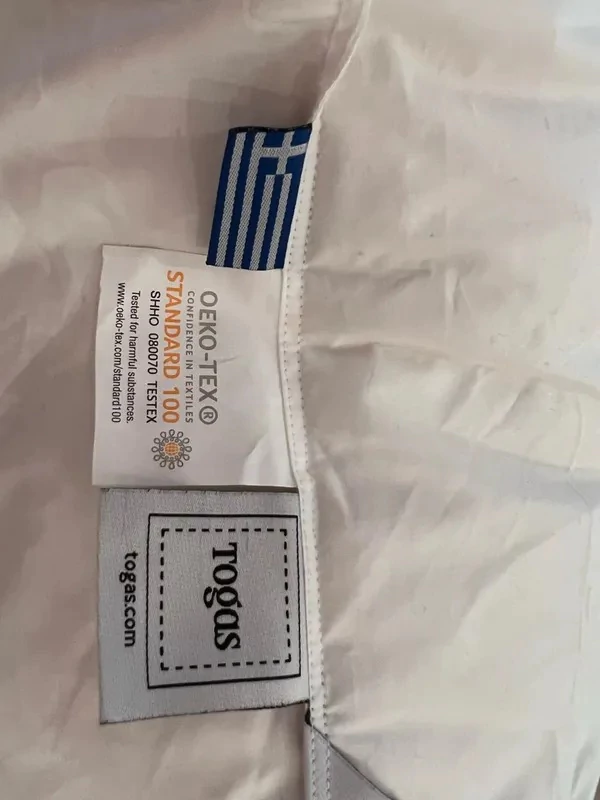 OEKO-TEX®
CONFIDENCE IN TEXTILES
STANDARD 100
SHHO 080070 TESTEX
Tested for harmful substances.
www.oeko-tex.com/standard100
Togas
togas.com